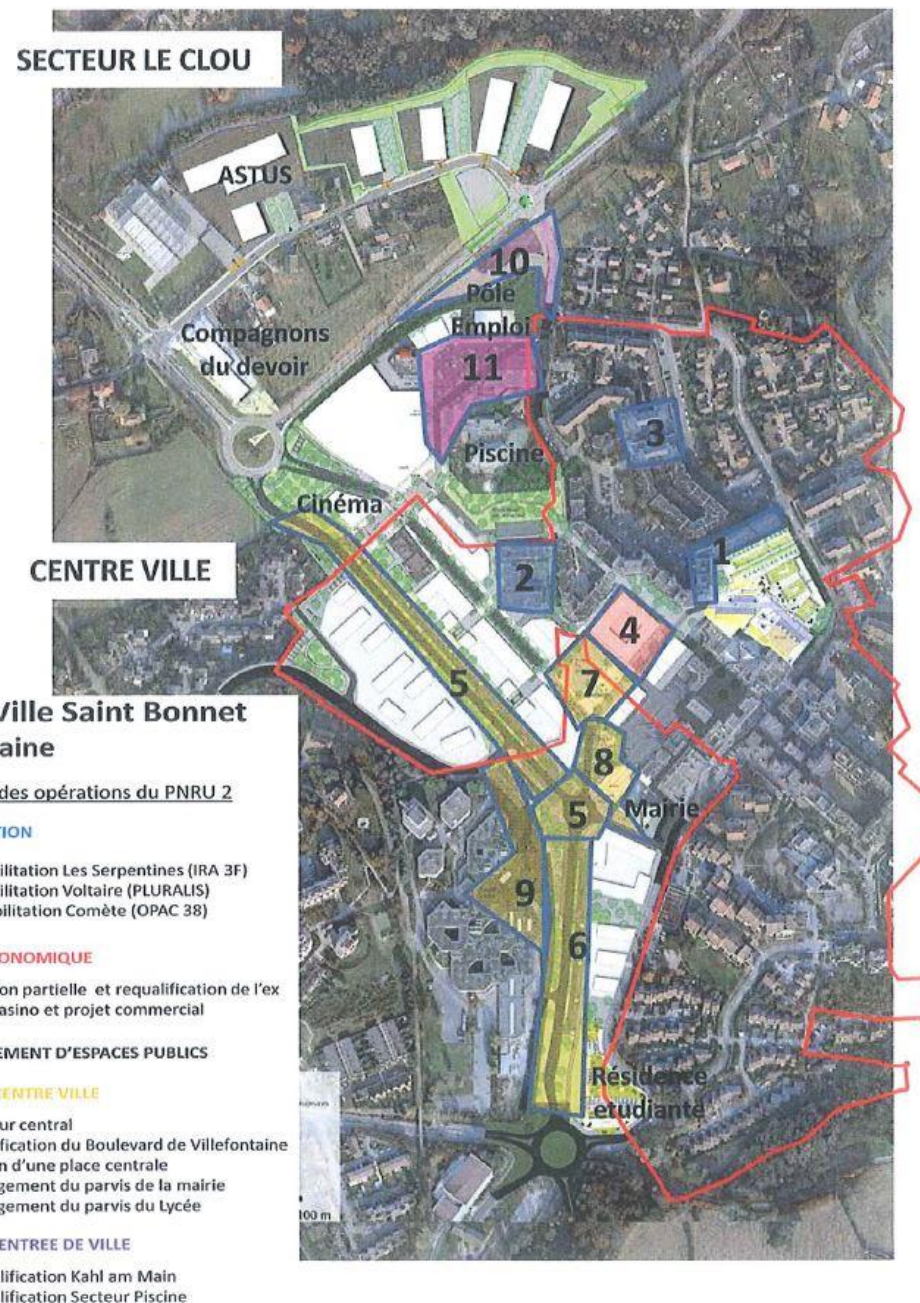 SECTEUR LE CLOU
ASTUS
10
Pôle
Emploi
Compagnons
du devoir
11
3
Piscine
Cinéma
CENTRE VILLE
1
2
4
5
7
8
5
Mairie
9
6
Résidence
etudiante
Ville Saint Bonnet
aine
des opérations du PNRU 2
TION
ilitation Les Serpentines (IRA 3F)
ilitation Voltaire (PLURALIS)
bilitation Comète (OPAC 38)
ONOMIQUE
on partielle et requalification de l'ex
asino et projet commercial
EMENT D'ESPACES PUBLICS
CENTRE VILLE
ur central
fication du Boulevard de Villefontaine
n d'une place centrale
gement du parvis de la mairie
gement du parvis du Lycée
100 m
ENTREE DE VILLE
lification Kahl am Main
lification Secteur Piscine